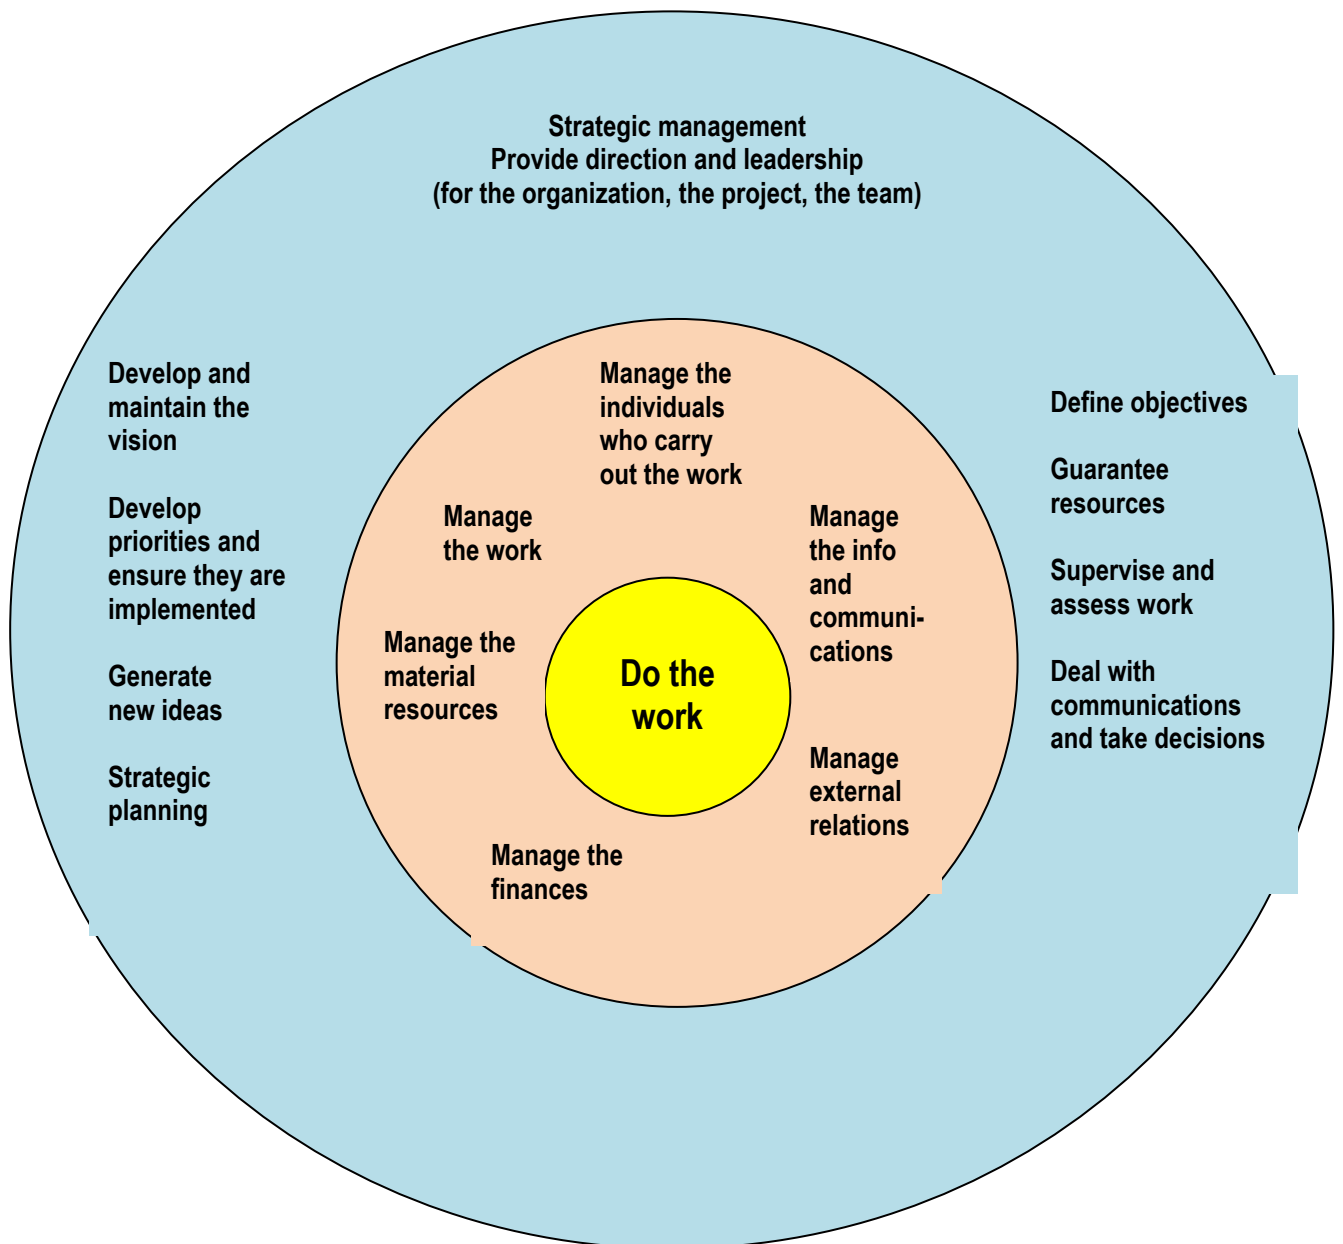 Strategic management
Provide direction and leadership
(for the organization, the project, the team)
Develop and
maintain the
vision
Develop
priorities and
ensure they are
implemented
Generate
new ideas
Strategic
planning
Manage the
individuals
who carry
out the work
Manage
the work
Manage the
material
resources
Manage the
finances
Do the
work
Manage
the info
and
communi-
cations
Manage
external
relations
Define objectives
Guarantee
resources
Supervise and
assess work
Deal with
communications
and take decisions